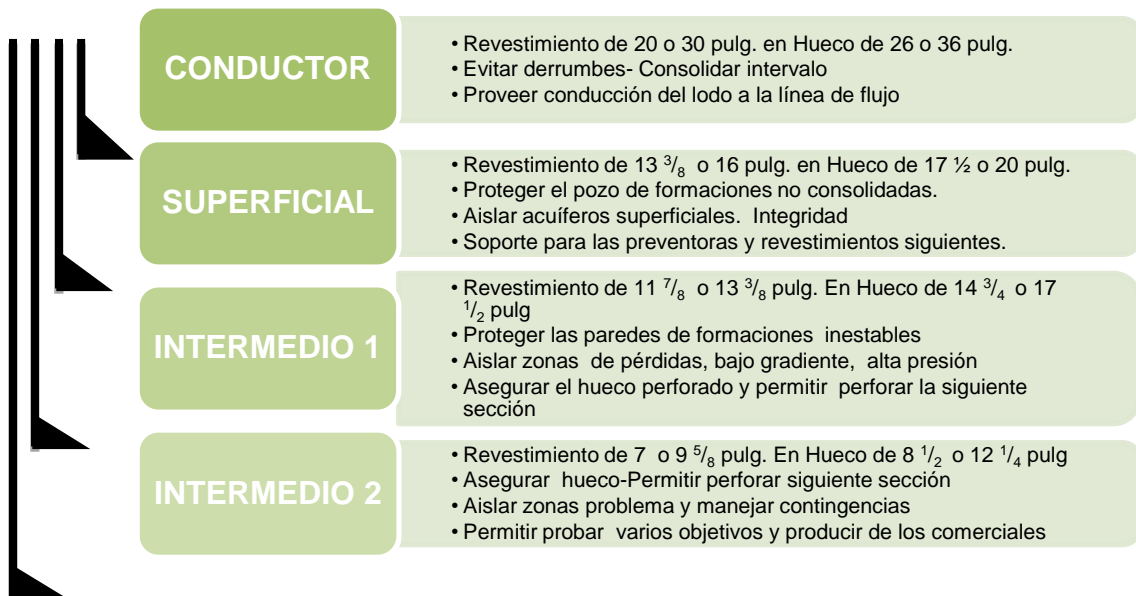 CONDUCTOR
• Revestimiento de 20 o 30 pulg. en Hueco de 26 o 36 pulg.
• Evitar derrumbes- Consolidar intervalo
• Proveer conducción del lodo a la línea de flujo
SUPERFICIAL
• Revestimiento de 13 3/8 o 16 pulg. en Hueco de 17 ½ o 20 pulg.
• Proteger el pozo de formaciones no consolidadas.
• Aislar acuíferos superficiales. Integridad
• Soporte para las preventoras y revestimientos siguientes.
INTERMEDIO 1
• Revestimiento de 11 7/8 o 13 3/8 pulg. En Hueco de 14 3/4 o 17
1/2 pulg
• Proteger las paredes de formaciones inestables
• Aislar zonas de pérdidas, bajo gradiente, alta presión
• Asegurar el hueco perforado y permitir perforar la siguiente
sección
INTERMEDIO 2
• Revestimiento de 7 o 9 5/8 pulg. En Hueco de 8 1/2 o 12 1/4 pulg
• Asegurar hueco-Permitir perforar siguiente sección
• Aislar zonas problema y manejar contingencias
• Permitir probar varios objetivos y producir de los comerciales